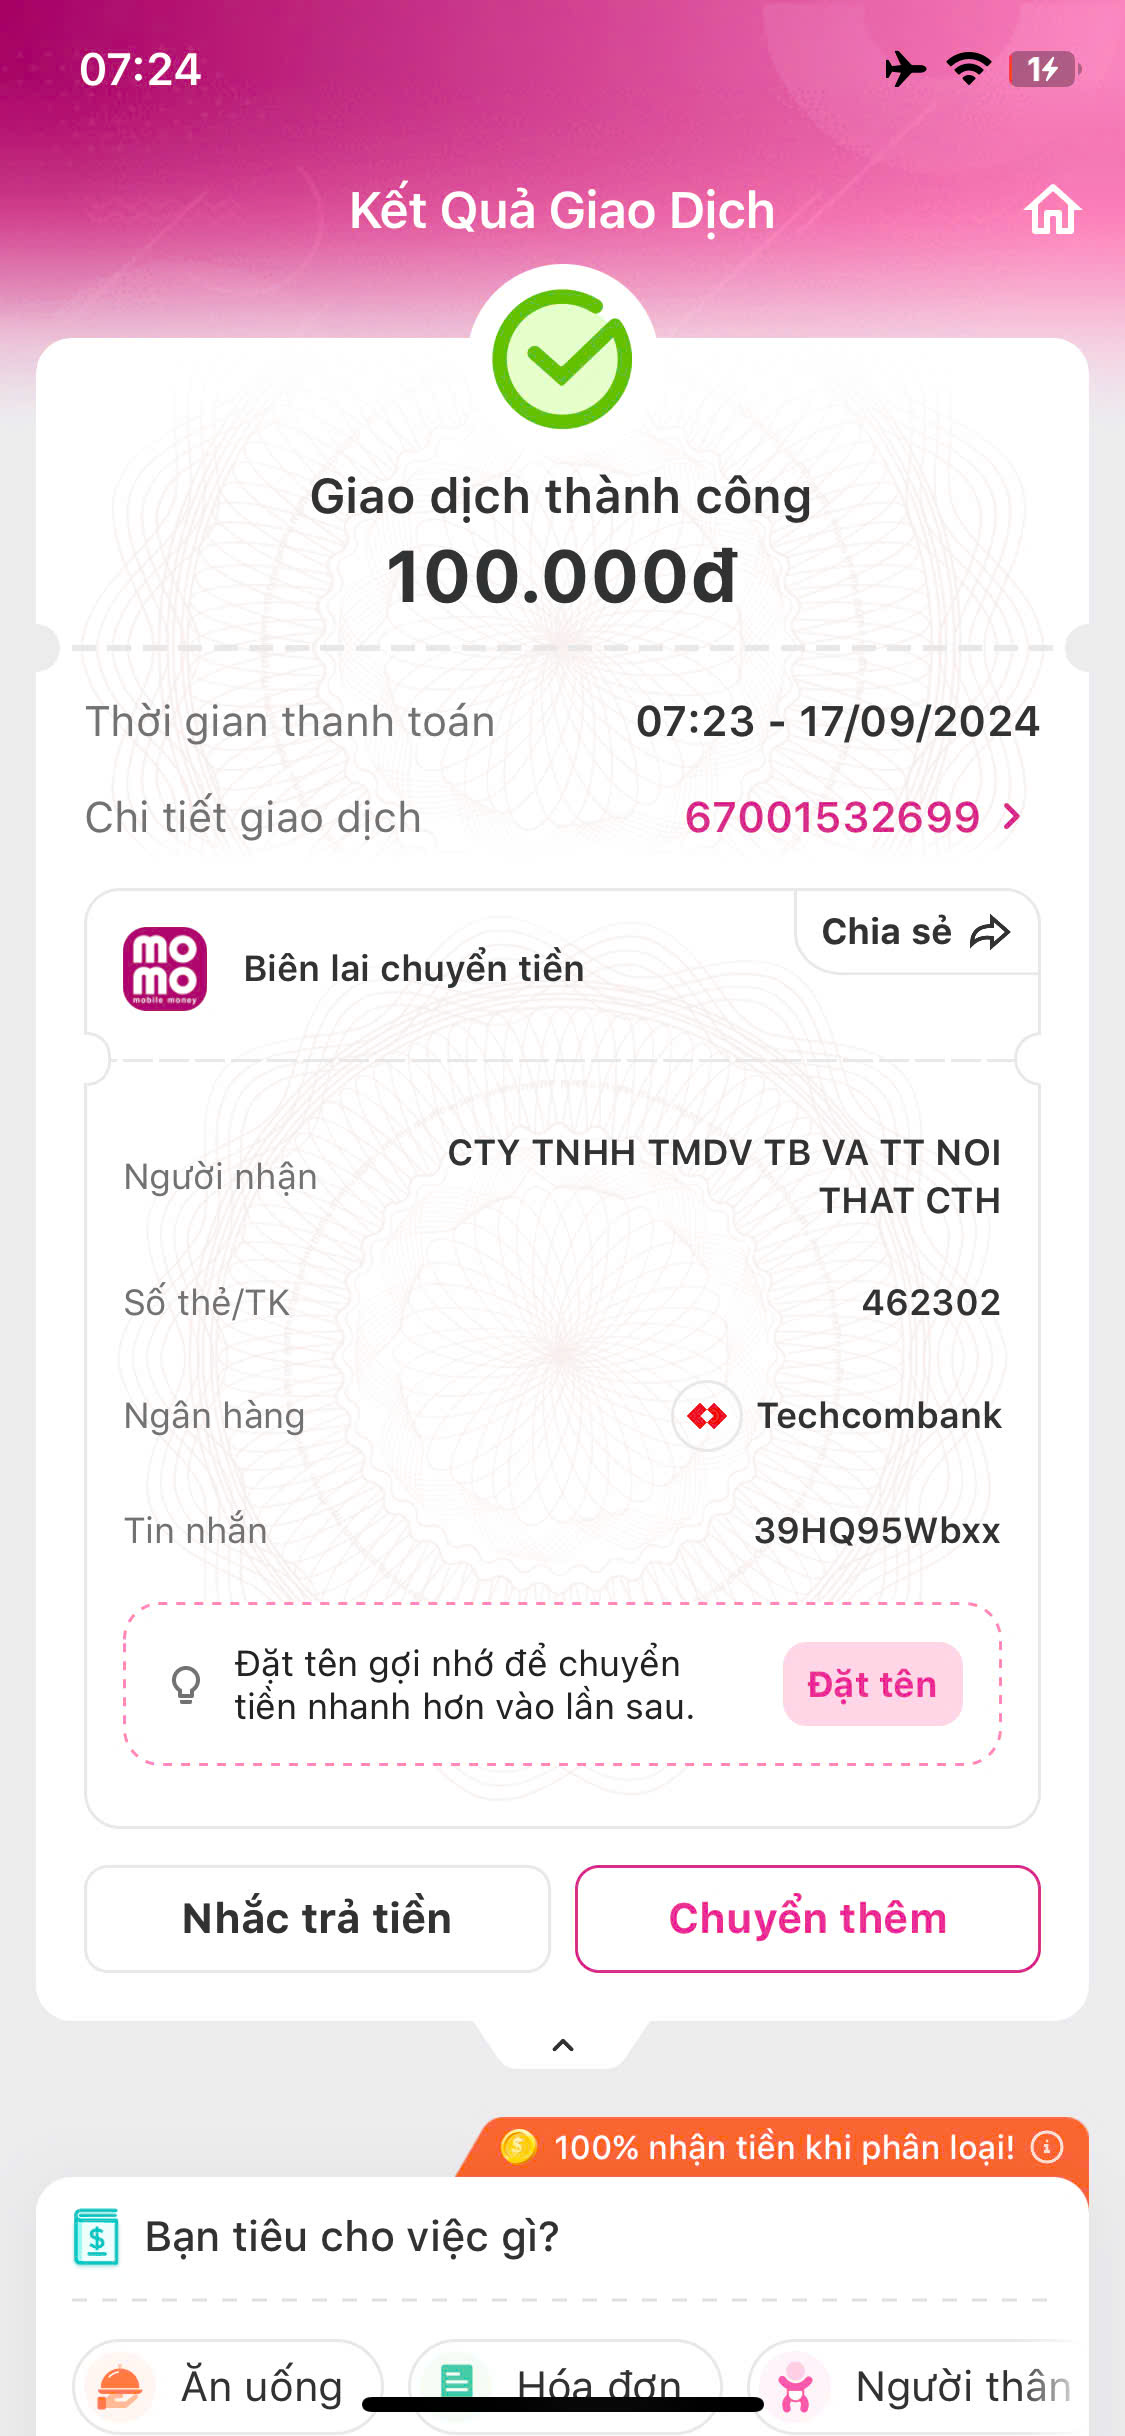 07:24
1
Kết Quả Giao Dịch
Giao dịch thành công
100.000đ
Thời gian thanh toán 07:23 - 17/09/2024
Chi tiết giao dịch 67001532699
Chia sẻ
mo
mo
mobile money
Biên lai chuyển tiền
Người nhận CTY TNHH TMDV TB VA TT NOI
THAT CTH
Số thẻ/TK 462302
Ngân hàng Techcombank
Tin nhắn 39HQ95Wbxx
Đặt tên gợi nhớ để chuyển
tiền nhanh hơn vào lần sau.
Đặt tên
Nhắc trả tiền Chuyển thêm
100% nhận tiền khi phân loại!
Bạn tiêu cho việc gì?
Ăn uống Hóa đơn Người thân